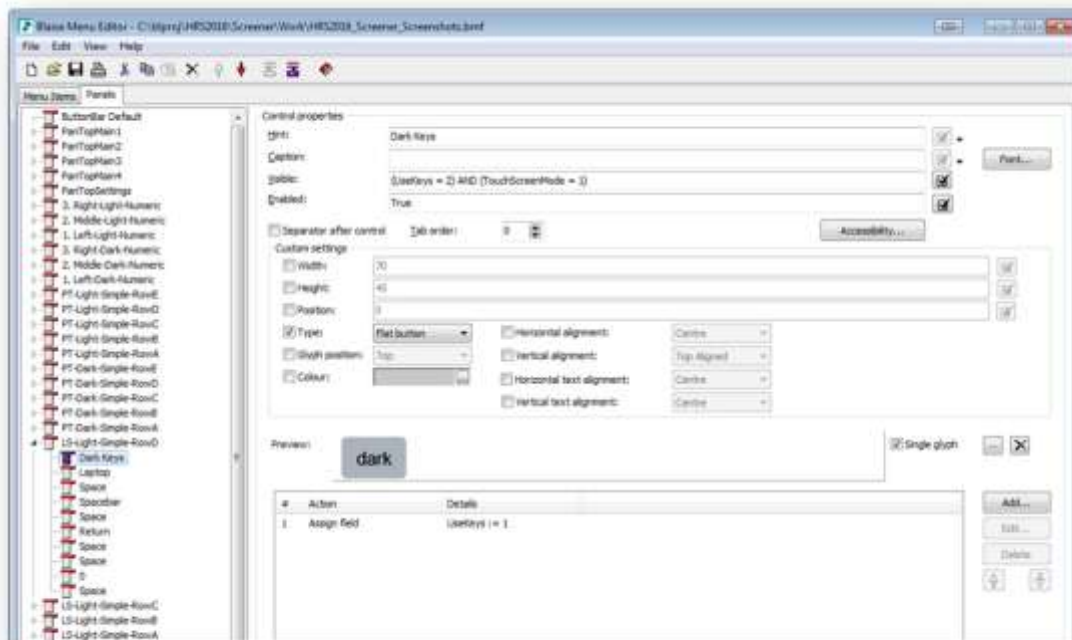 Blaise Menu Editor - C:\blproj\HRS2016\Screener\Work\HRS2016_Screener_Screenshots.bmf
File Edit View Help
Menu Items Panels
ButtonBar Default
PanTopMain1
PanTopMain2
PanTopMain3
PanTopMain4
PanTopSettings
3. Right-Light-Numeric
2. Middle-Light-Numeric
1. Left-Light-Numeric
3. Right-Dark-Numeric
2. Middle-Dark-Numeric
1. Left-Dark-Numeric
PT-Light-Simple-RowE
PT-Light-Simple-RowD
PT-Light-Simple-RowC
PT-Light-Simple-RowB
PT-Light-Simple-RowA
PT-Dark-Simple-RowE
PT-Dark-Simple-RowD
PT-Dark-Simple-RowC
PT-Dark-Simple-RowB
PT-Dark-Simple-RowA
LS-Light-Simple-RowD
Dark Keys
Laptop
Space
Spacebar
Space
Return
Space
Space
Space
LS-Light-Simple-RowC
LS-Light-Simple-RowB
LS-Light-Simple-RowA
Control properties
Hint: Dark Keys
Caption:
Font...
Visible: (UseKeys = 2) AND (TouchScreenMode = 1)
Enabled: True
Separator after control Tab order: 0 Accessibility...
Custom settings
Width: 70
Height: 40
Position: 0
Type: Flat button Horizontal alignment: Centre
Glyph position: Top Vertical alignment: Top Aligned
Colour: Horizontal text alignment: Centre
Vertical text alignment: Centre
Preview: dark Single glyph ...
# Action Details
1 Assign field UseKeys := 1
Add...
Edit...
Delete